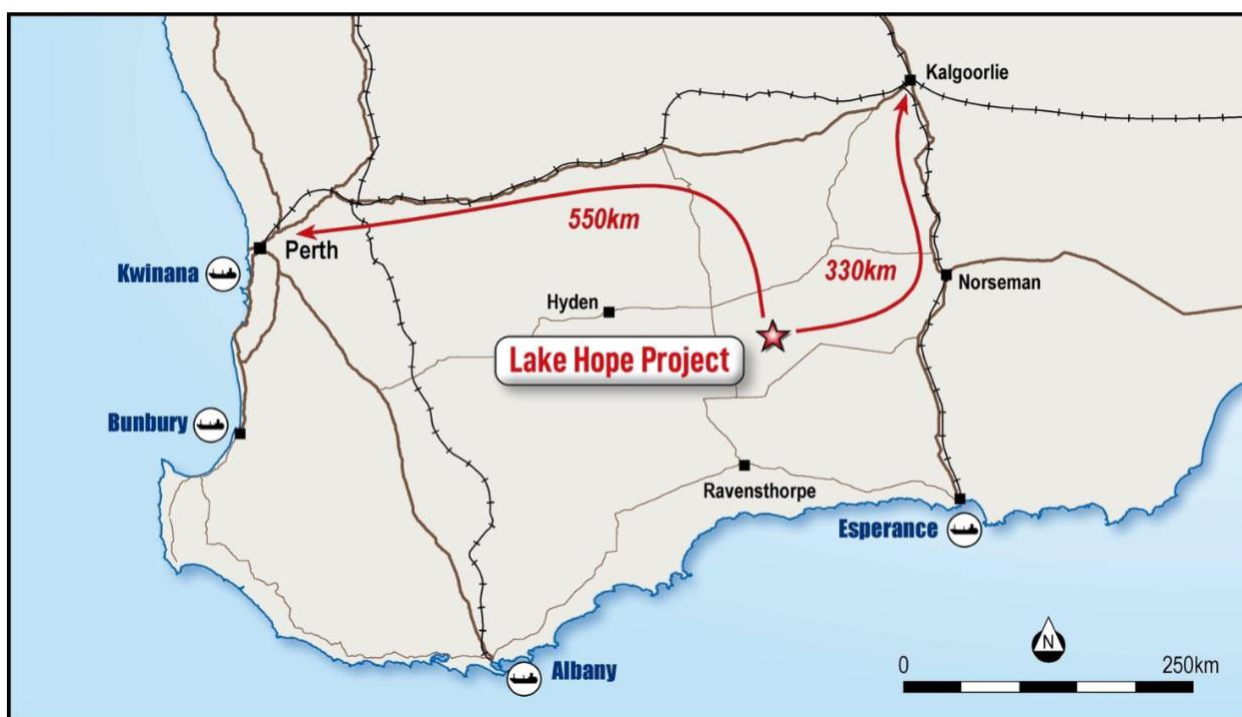 Kalgoorlie
550km
Perth
Kwinana
330km
Norseman
Hyden
Lake Hope Project
Bunbury
Ravensthorpe
Esperance
Albany
N
0 250km